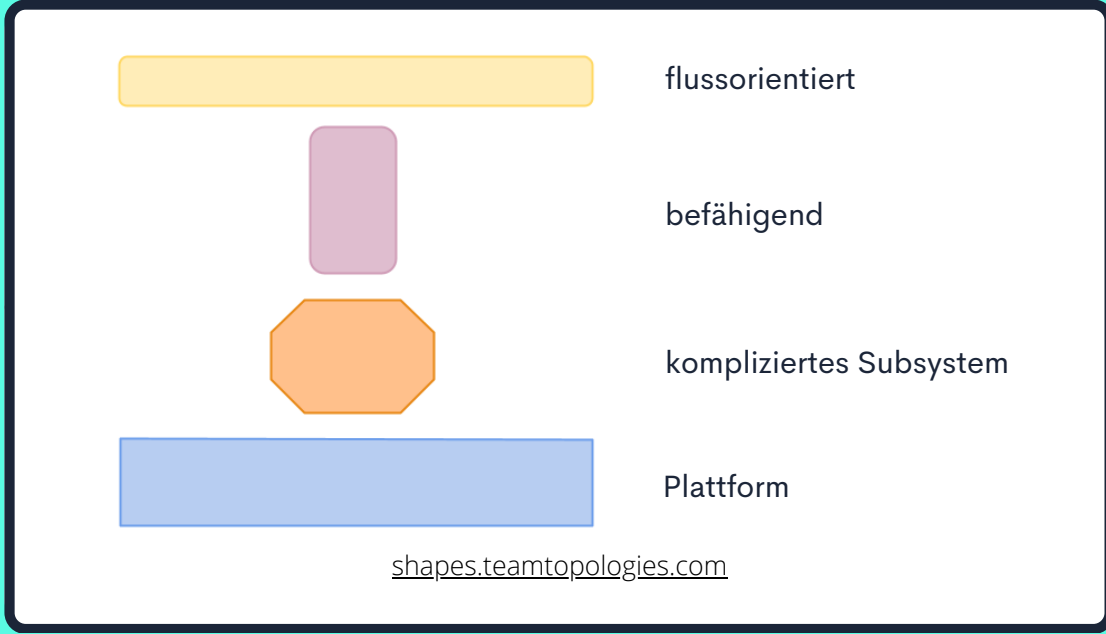 flussorientiert
befähigend
kompliziertes Subsystem
Plattform
shapes.teamtopologies.com